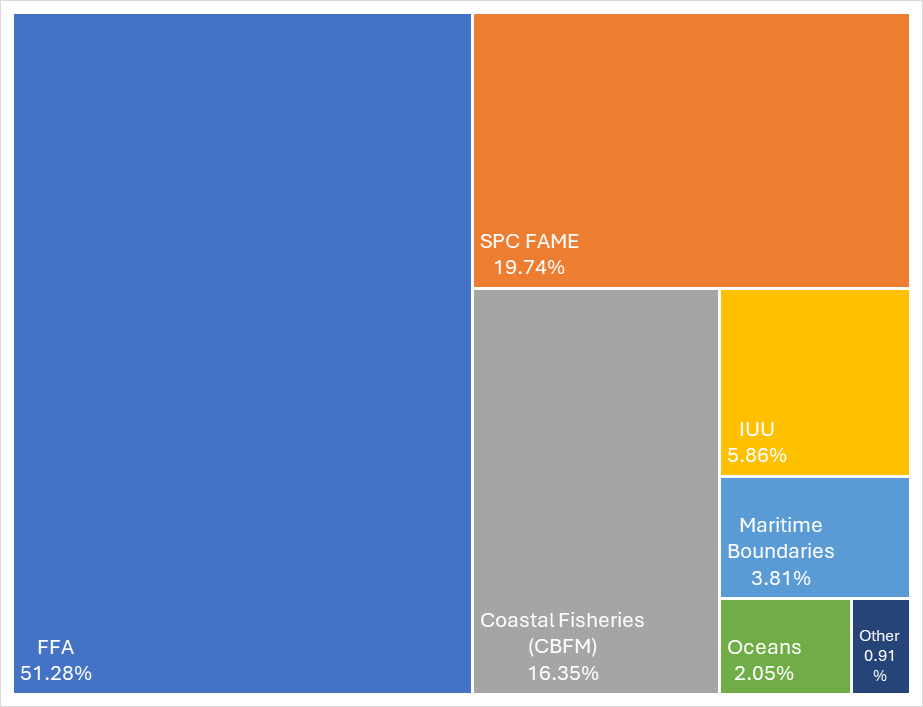 FFA
51.28%
SPC FAME
19.74%
Coastal Fisheries
(CBFM)
16.35%
IUU
5.86%
Maritime
Boundaries
3.81%
Oceans
2.05%
Other
0.91
%